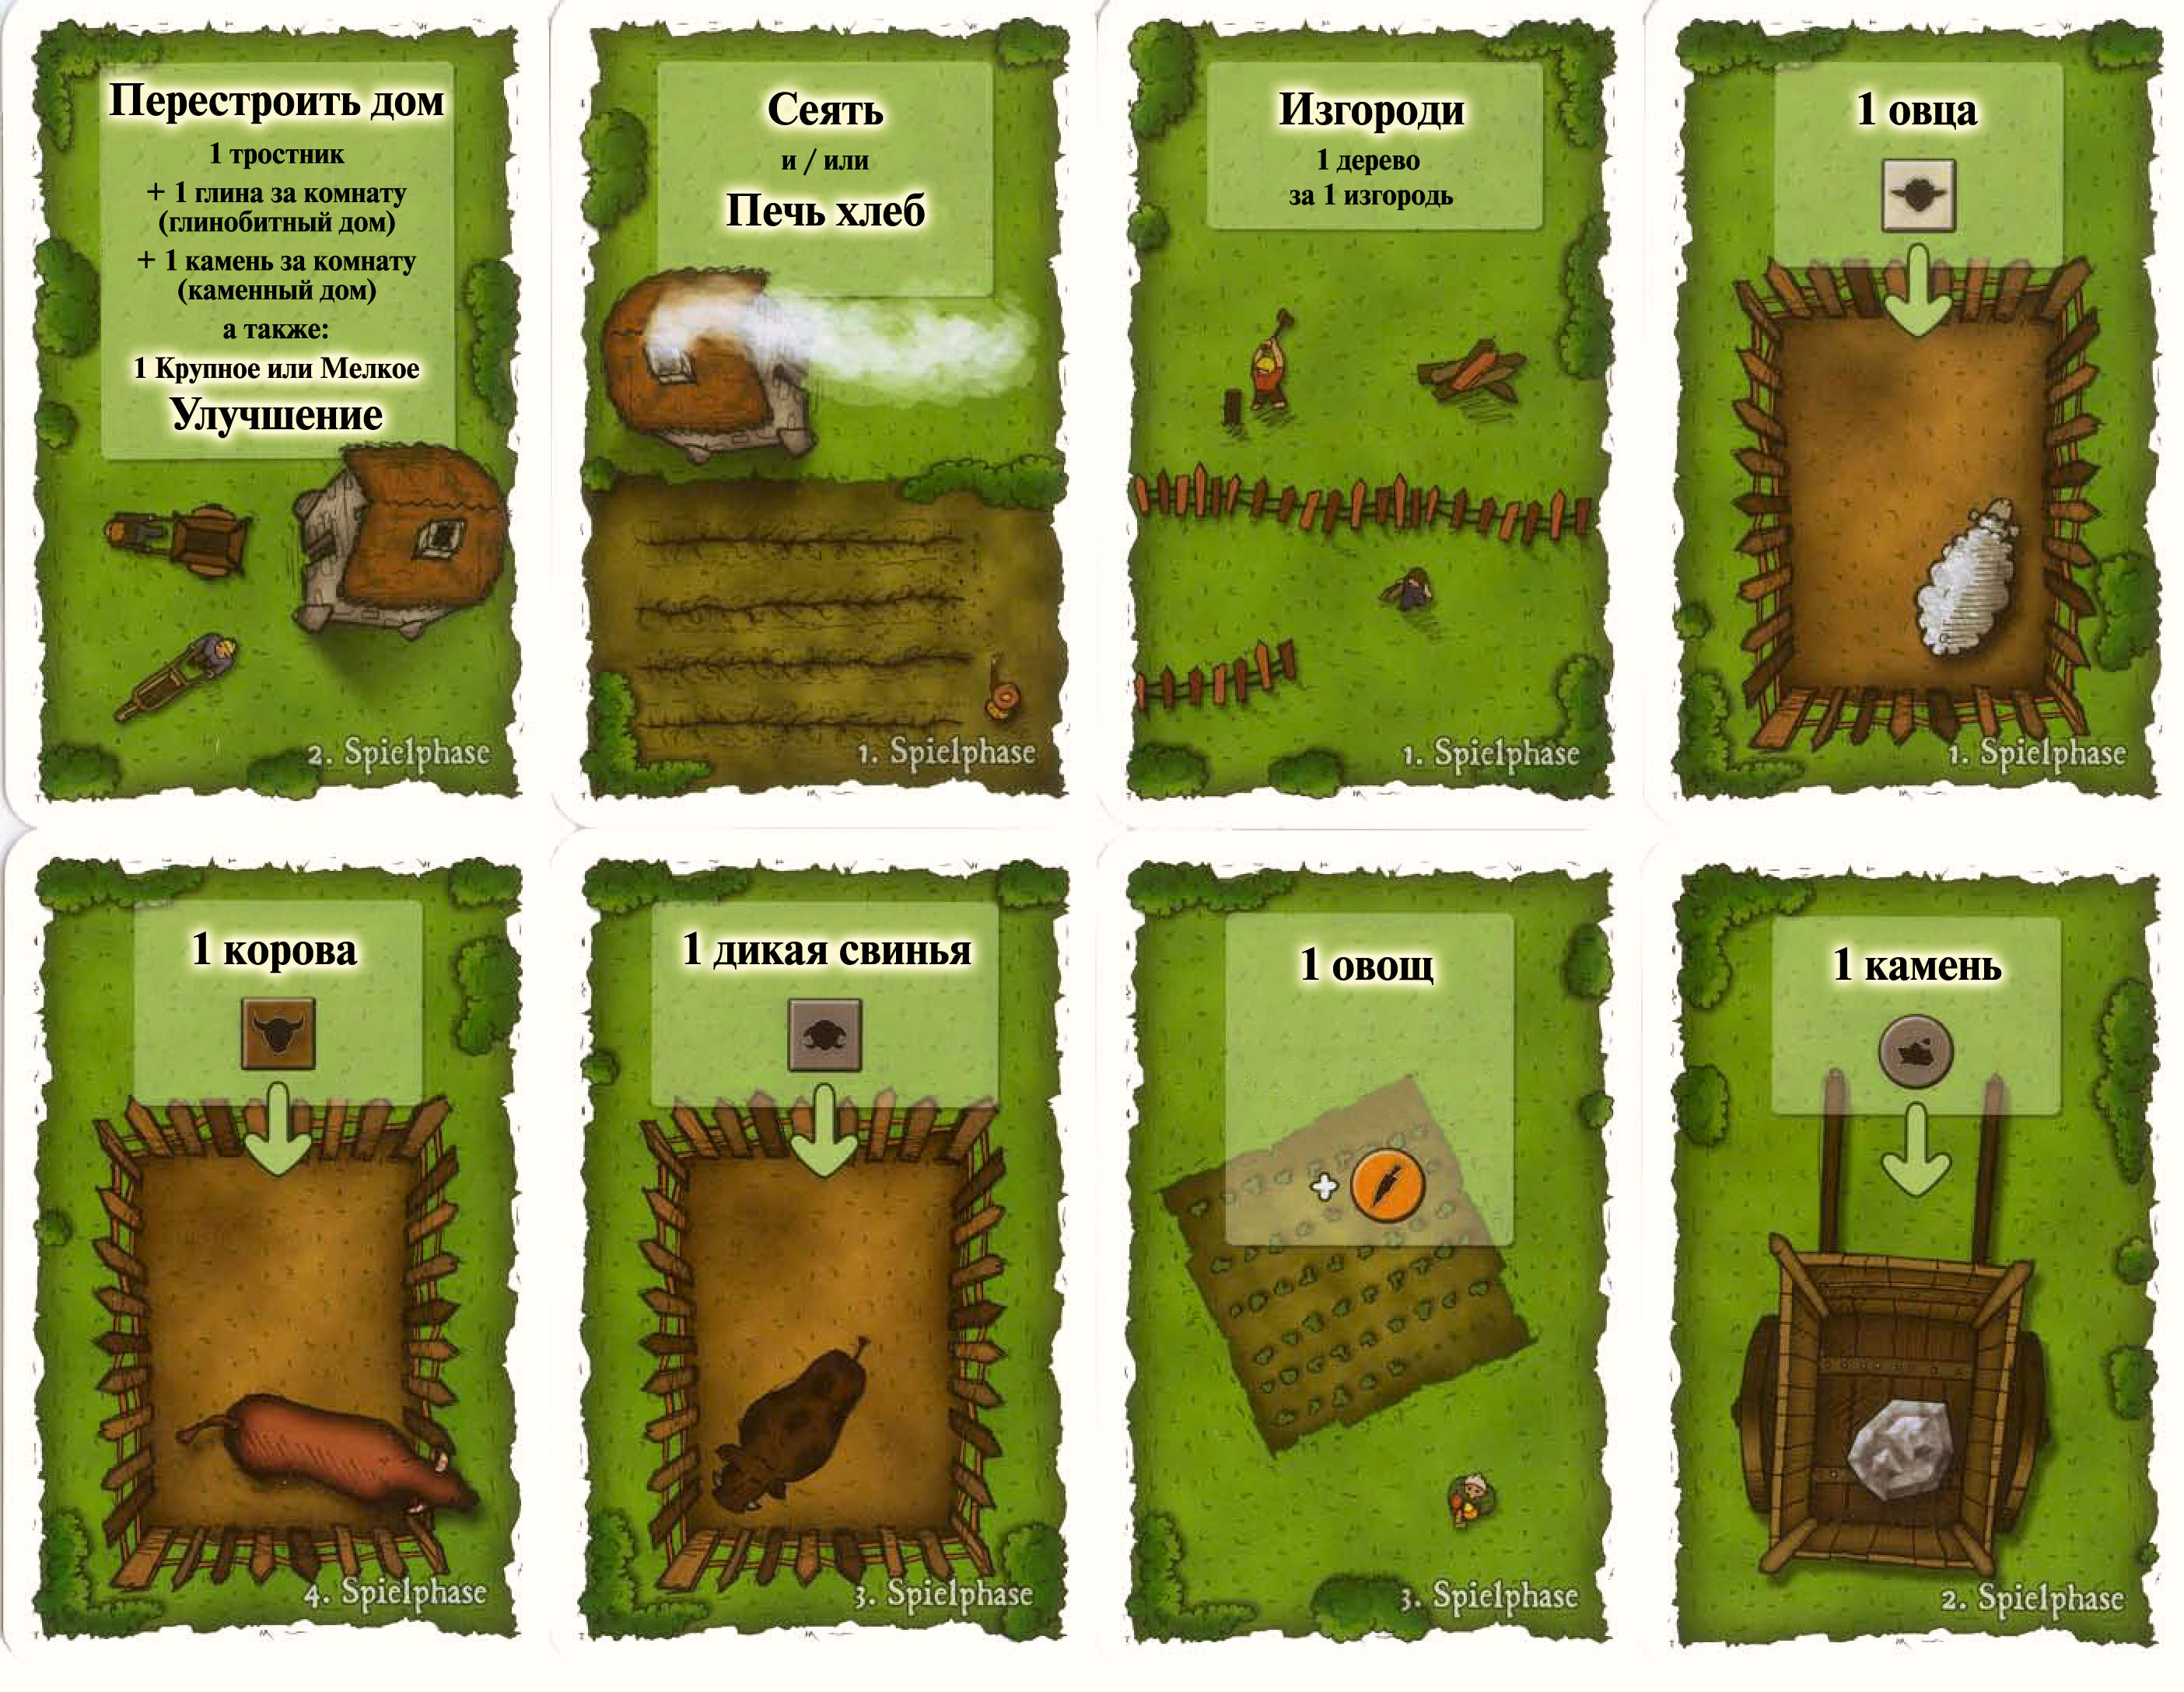 Перестроить дом
1 тростник
+ 1 глина за комнату
(глинобитный дом)
+ 1 камень за комнату
(каменный дом)
а также:
1 Крупное или Мелкое
Улучшение
2. Spielphase
Сеять
и / или
Печь хлеб
1. Spielphase
Изгороди
1 дерево
за 1 изгородь
1. Spielphase
1 овца
1. Spielphase
1 корова
4. Spielphase
1 дикая свинья
3. Spielphase
1 овощ
+
3. Spielphase
1 камень
2. Spielphase